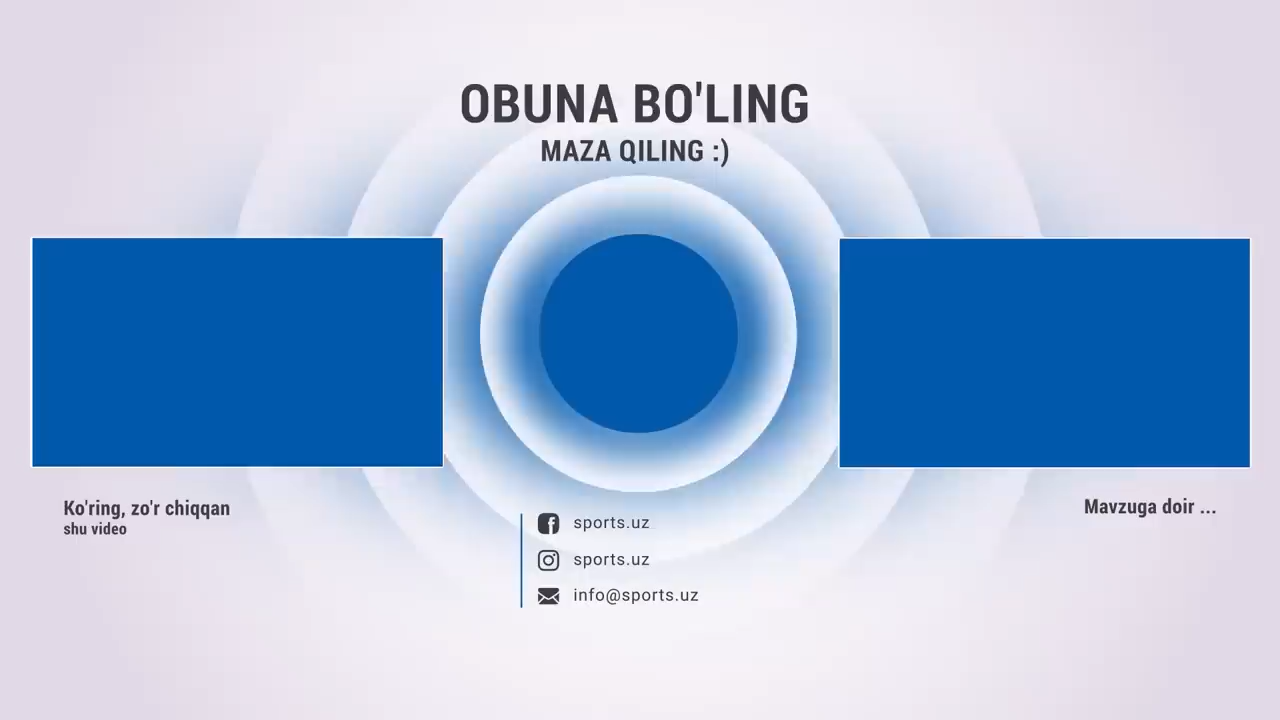 OBUNA BO'LING
MAZA QILING :)
Ko'ring, zo'r chiqqan
shu video
Mavzuga doir ...
sports.uz
sports.uz
info@sports.uz